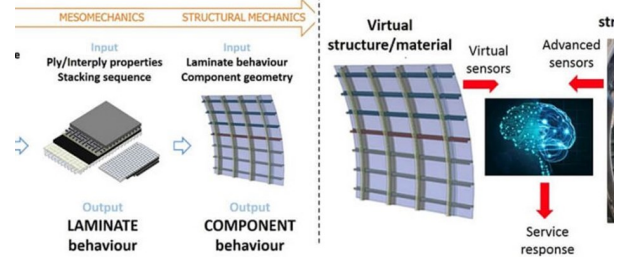 MESOMECHANICS
STRUCTURAL MECHANICS
Input
Ply/Interply properties
Stacking sequence
Input
Laminate behaviour
Component geometry
Output
LAMINATE
behaviour
Output
COMPONENT
behaviour
Virtual
structure/material
Virtual
sensors
Advanced
sensors
Service
response